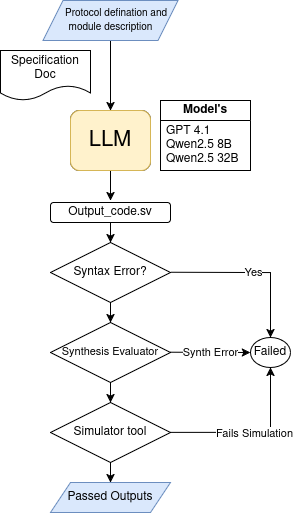 Protocol defination and
module description
Specification
Doc
LLM
Model's
GPT 4.1
Qwen2.5 8B
Qwen2.5 32B
Output_code.sv
Syntax Error?
Yes
Synthesis Evaluator
Synth Error
Failed
Simulator tool
Fails Simulation
Passed Outputs